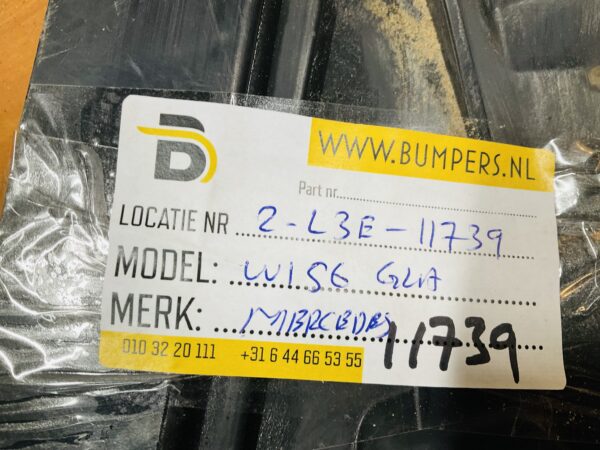 B
WWW.BUMPERS.NL
Part nr
LOCATIE NR 2-L3E-11739
MODEL: W156 GLA
MERK: MERCEDES
11739
010 32 20 111 +31 6 44 66 53 55